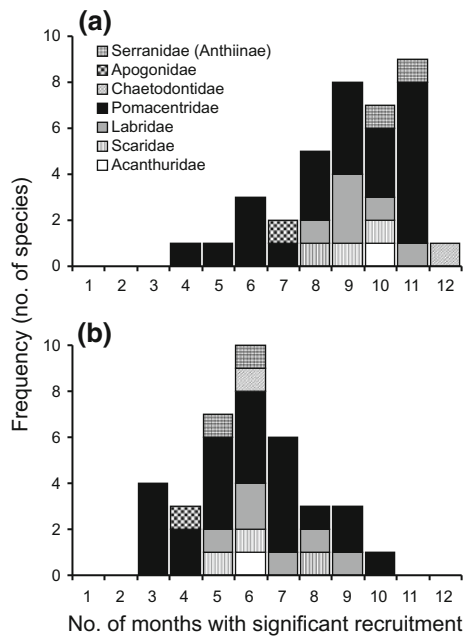 (a)
10
8
6
4
2
0
Serranidae (Anthiinae)
Apogonidae
Chaetodontidae
Pomacentridae
Labridae
Scaridae
Acanthuridae
1 2 3 4 5 6 7 8 9 10 11 12
Frequency (no. of species)
(b)
10
8
6
4
2
0
1 2 3 4 5 6 7 8 9 10 11 12
No. of months with significant recruitment